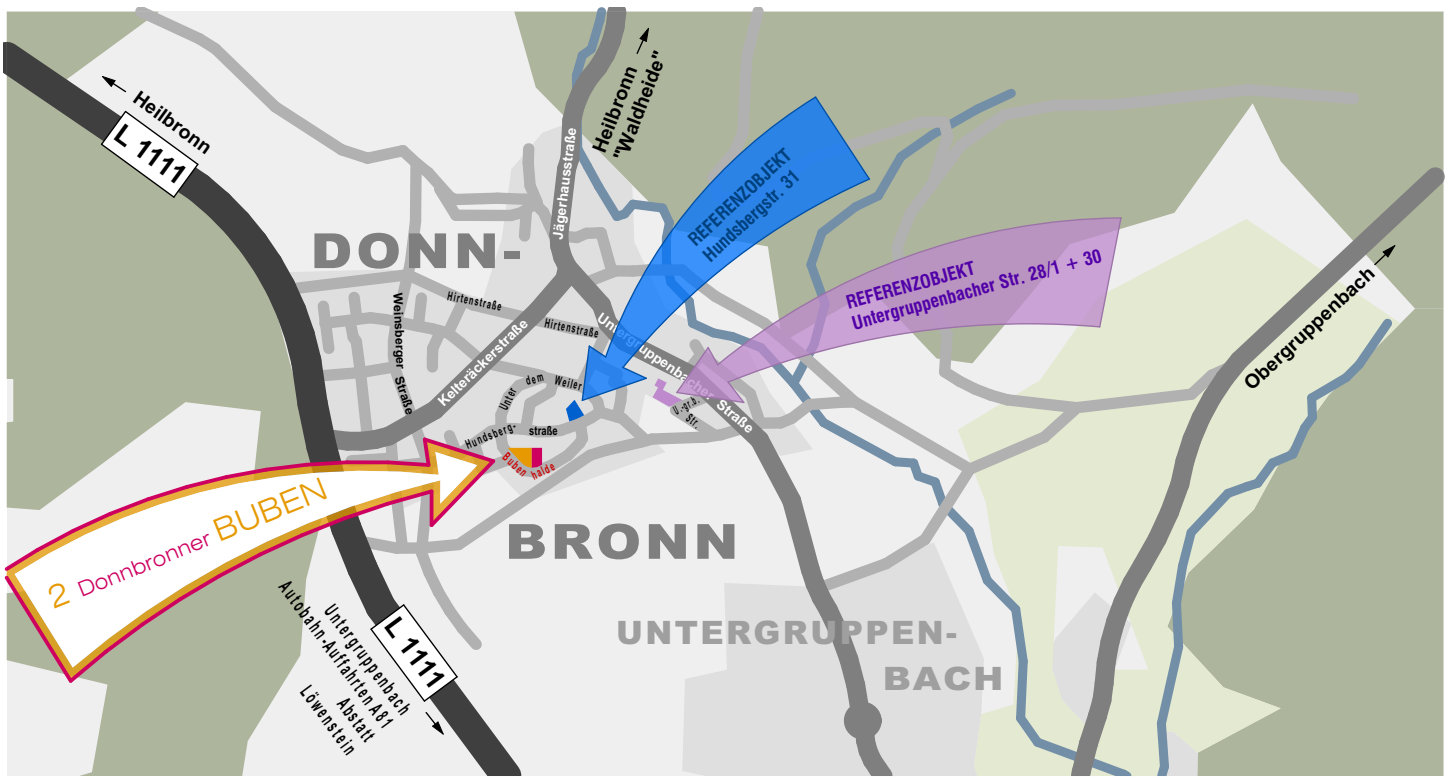 Heilbronn
L 1111
Heilbronn
"Waldheide"
Jägerhausstraße
REFERENZOBJEKT
Hundsbergstr. 31
REFERENZOBJEKT
Untergruppenbacher Str. 28/1 + 30
Obergruppenbach
DONN-
Weinsberger Straße
Hirtenstraße
Hirtenstraße
Untergruppenbacher Straße
Kelteräckerstraße
Unter dem Weiler
U.-gr.b.
Str.
Hundsberg-straße
Bubenhalde
2 Donnbronner BUBEN
BRONN
UNTERGRUPPEN-
BACH
L 1111
Untergruppenbach
Autobahn-Auffahrten A81
Abstatt
Löwenstein